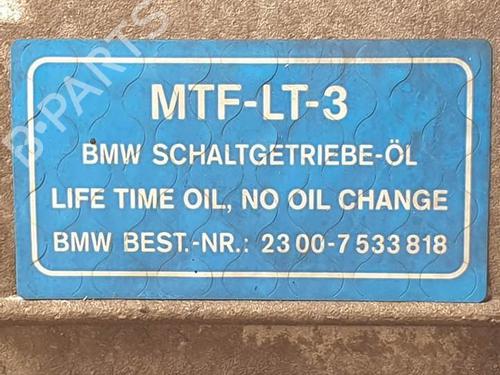 B-PARTS
MTF-LT-3
BMW SCHALTGETRIEBE-ÖL
LIFE TIME OIL, NO OIL CHANGE
BMW BEST.-NR.: 23 00-7 533 818